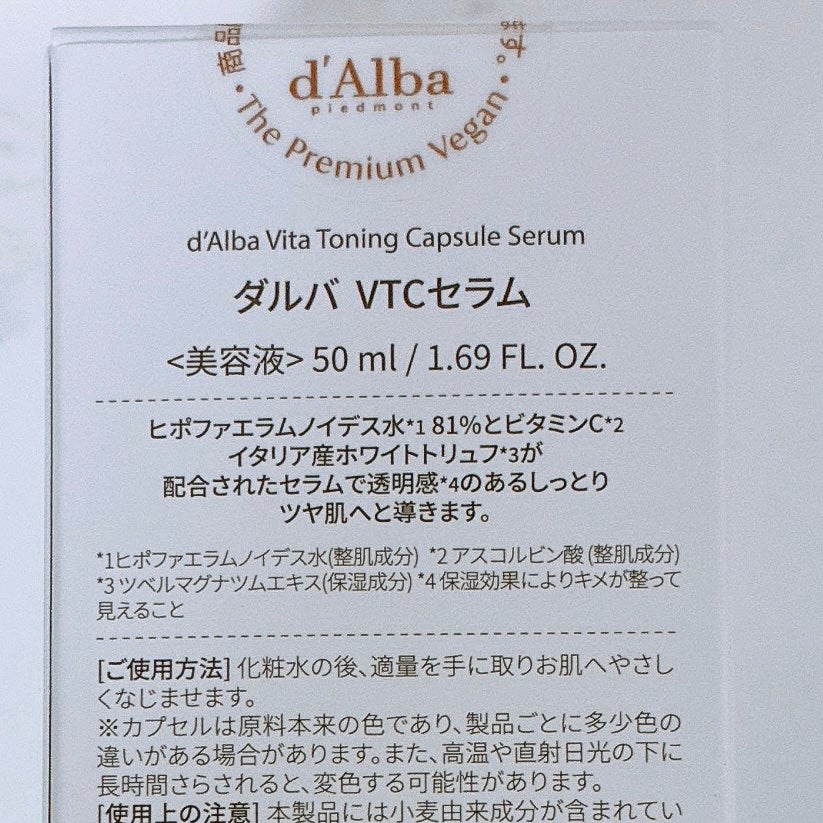 商品
ます。
d'Alba
piedmont
• The Premium Vegan •
d'Alba Vita Toning Capsule Serum
ダルバ VTCセラム
<美容液> 50 ml / 1.69 FL. OZ.
ヒポファエラムノイデス水*1 81%とビタミンC*2
イタリア産ホワイトトリュフ*3が
配合されたセラムで透明感*4のあるしっとり
ツヤ肌へと導きます。
*1ヒポファエラムノイデス水(整肌成分) *2 アスコルビン酸 (整肌成分)
*3 ツベルマグナツムエキス(保湿成分) *4 保湿効果によりキメが整って
見えること
[ご使用方法] 化粧水の後、適量を手に取りお肌へやさし
くなじませます。
※カプセルは原料本来の色であり、製品ごとに多少色の
違いがある場合があります。また、高温や直射日光の下に
長時間さらされると、変色する可能性があります。
[使用上の注意] 本製品には小麦由来成分が含まれてい